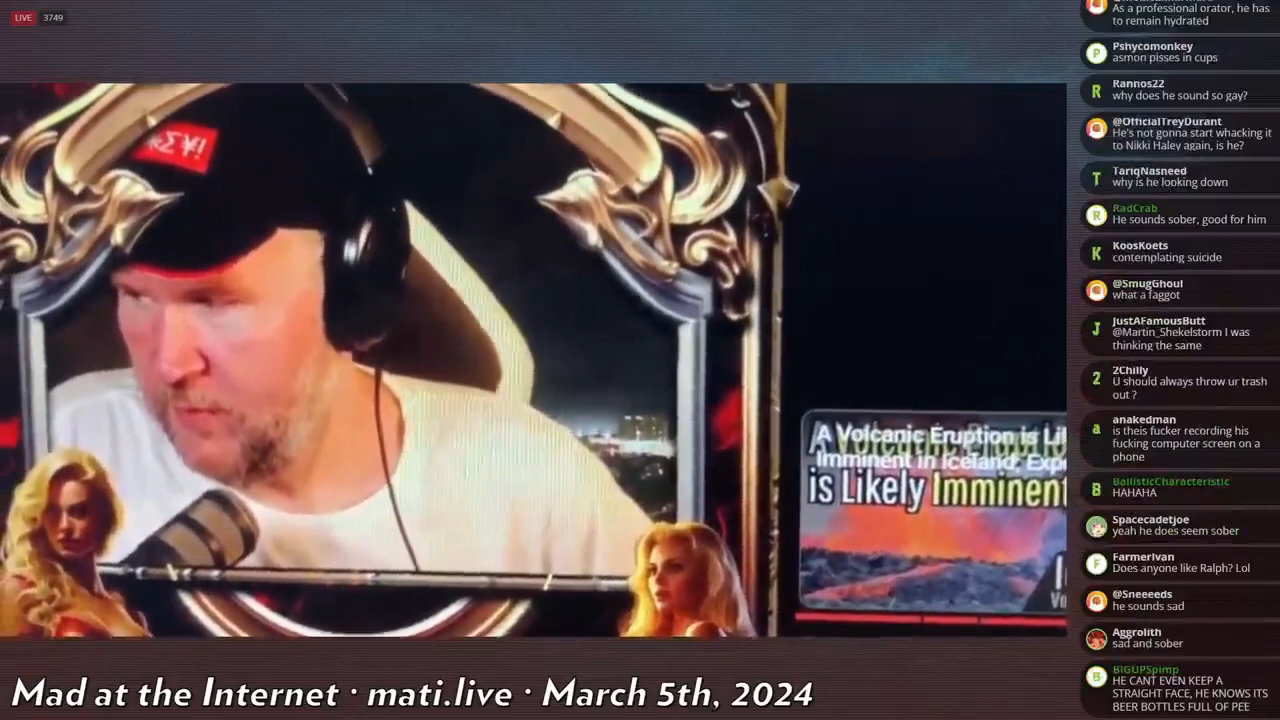 LIVE 3749
*Σ¥!
A Volcanic Eruption is
Imminent in Iceland; Exp
is Likely Imminent
As a professional orator, he has
to remain hydrated
Pshycomonkey
asmon pisses in cups
Rannos22
why does he sound so gay?
@OfficialTreyDurant
He's not gonna start whacking it
to Nikki Haley again, is he?
TariqNasneed
why is he looking down
RadCrab
He sounds sober, good for him
KoosKoets
contemplating suicide
@SmugGhoul
what a faggot
JustAFamousButt
@Martin_Shekelstorm I was
thinking the same
2Chilly
U should always throw ur trash
out ?
anakedman
is theis fucker recording his
fucking computer screen on a
phone
BallisticCharacteristic
HAHAHA
Spacecadetjoe
yeah he does seem sober
FarmerIvan
Does anyone like Ralph? Lol
@Sneeeeds
he sounds sad
Aggrolith
sad and sober
BIGUPSpimp
HE CANT EVEN KEEP A
STRAIGHT FACE, HE KNOWS ITS
BEER BOTTLES FULL OF PEE
Mad at the Internet · mati.live · March 5th, 2024